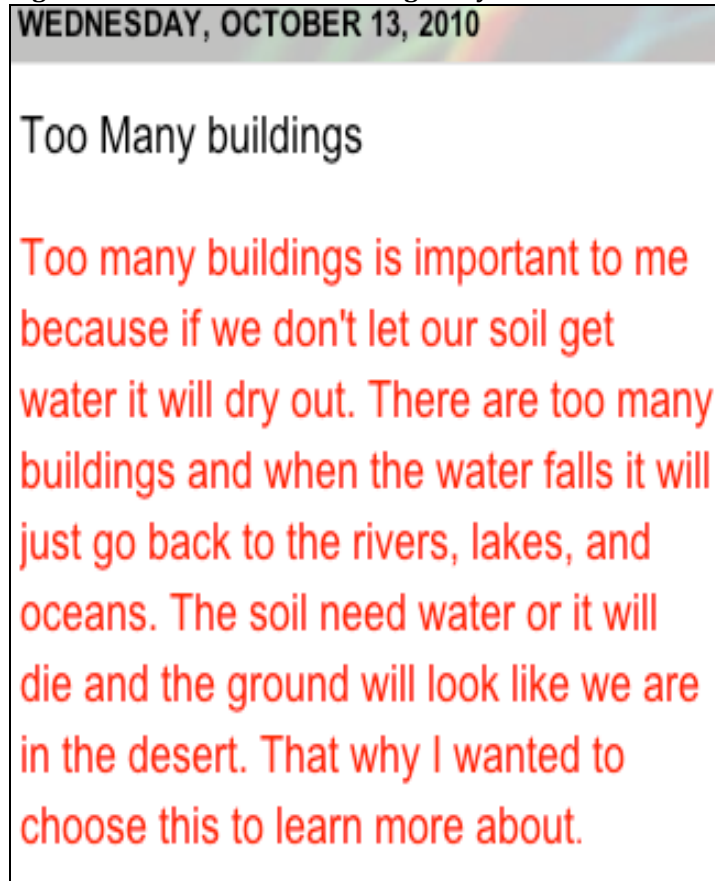 WEDNESDAY, OCTOBER 13, 2010
Too Many buildings
Too many buildings is important to me
because if we don't let our soil get
water it will dry out. There are too many
buildings and when the water falls it will
just go back to the rivers, lakes, and
oceans. The soil need water or it will
die and the ground will look like we are
in the desert. That why I wanted to
choose this to learn more about.